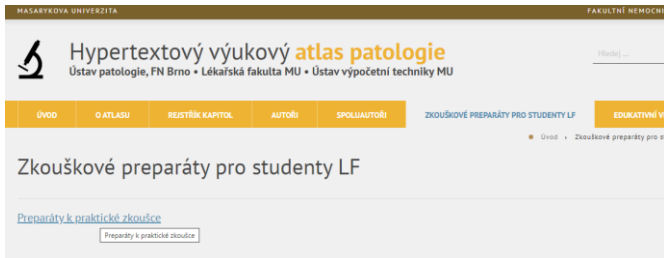 MASARYKOVA UNIVERZITA
FAKULTNÍ NEMOCNI
Hypertextový výukový atlas patologie
Hledej ...
Ústav patologie, FN Brno • Lékařská fakulta MU • Ústav výpočetní techniky MU
ÚVOD O ATLASU REJSTŘÍK KAPITOL AUTOŘI SPOLUAUTOŘI ZKOUŠKOVÉ PREPARÁTY PRO STUDENTY LF EDUKATIVNÍ V
Úvod › Zkouškové preparáty pro s
Zkouškové preparáty pro studenty LF
Preparáty k praktické zkoušce
Preparáty k praktické zkoušce